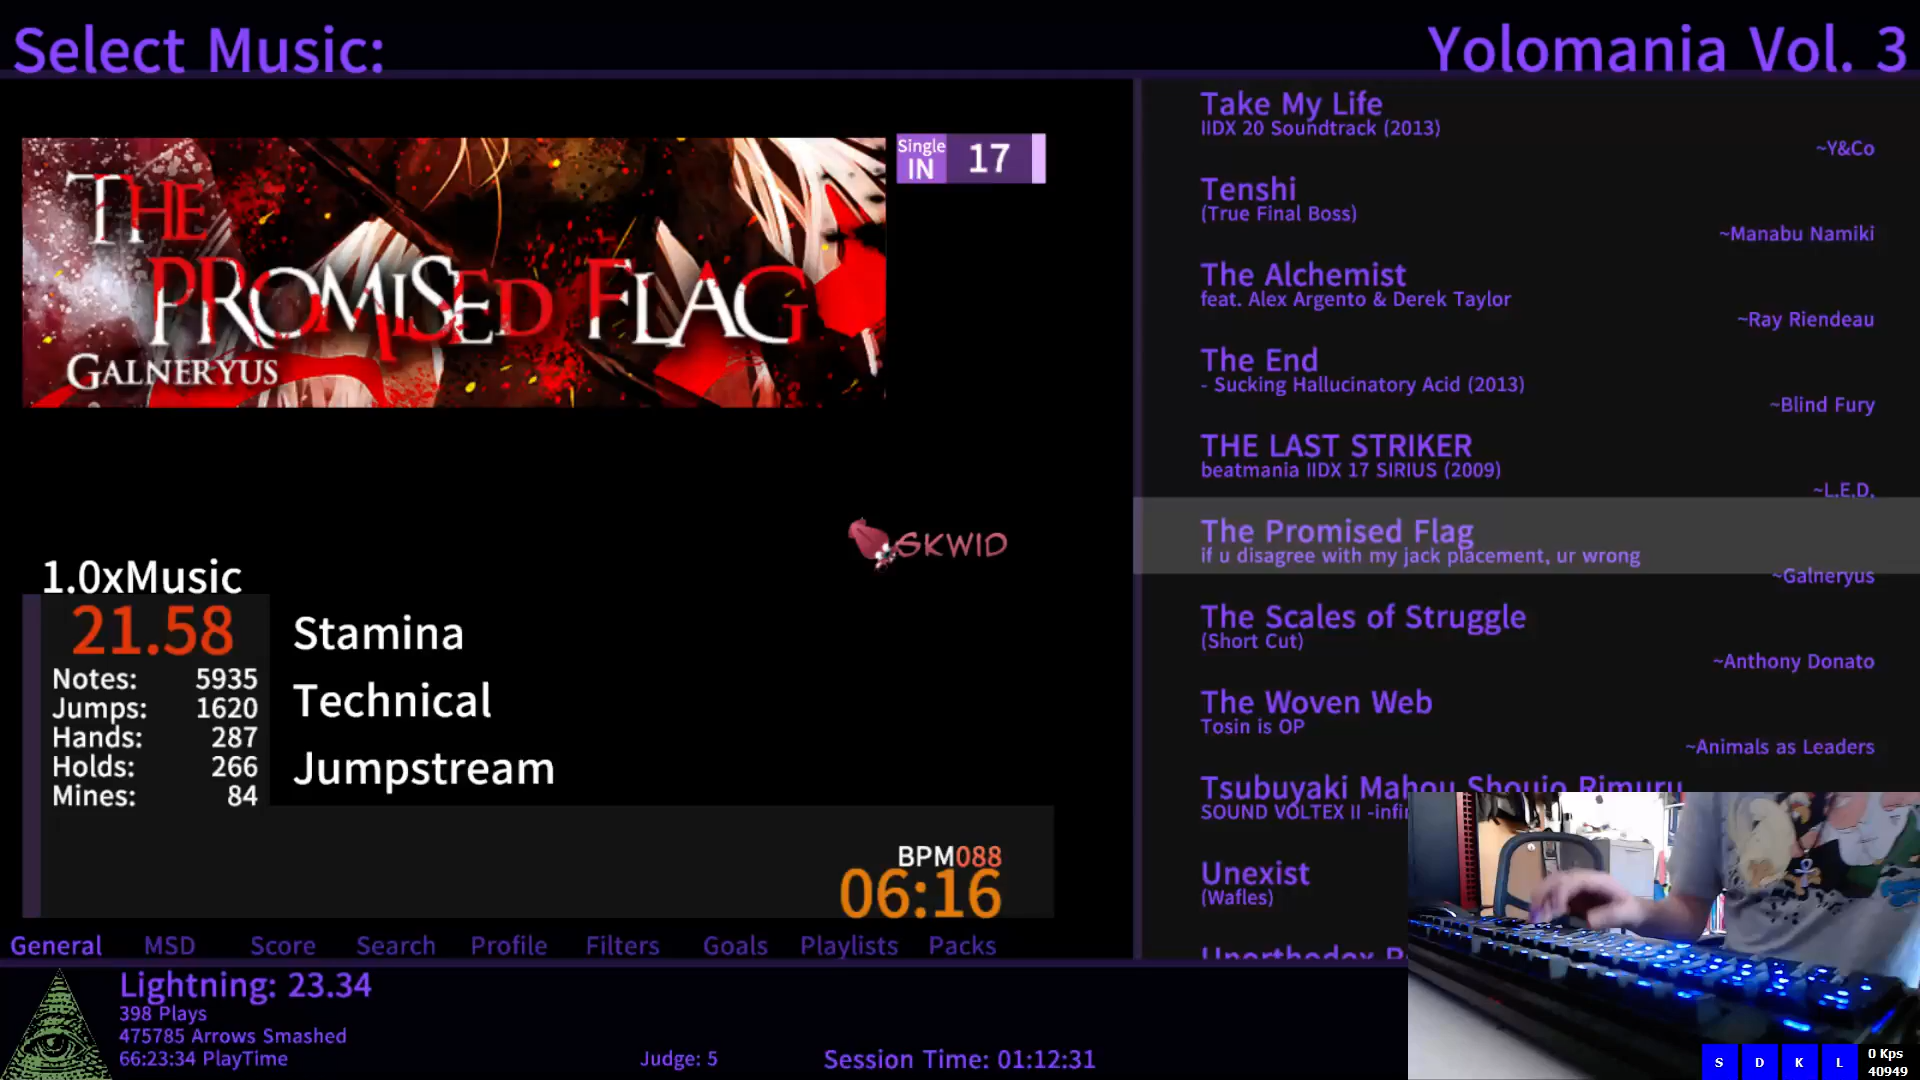 Select Music:
Yolomania Vol. 3
THE
PROMISED FLAG
GALNERYUS
Single
IN
17
SKWID
1.0xMusic
21.58
Notes: 5935
Jumps: 1620
Hands: 287
Holds: 266
Mines: 84
Stamina
Technical
Jumpstream
BPM088
06:16
Take My Life
IIDX 20 Soundtrack (2013)
~Y&Co
Tenshi
(True Final Boss)
~Manabu Namiki
The Alchemist
feat. Alex Argento & Derek Taylor
~Ray Riendeau
The End
- Sucking Hallucinatory Acid (2013)
~Blind Fury
THE LAST STRIKER
beatmania IIDX 17 SIRIUS (2009)
~L.E.D.
The Promised Flag
if u disagree with my jack placement, ur wrong
~Galneryus
The Scales of Struggle
(Short Cut)
~Anthony Donato
The Woven Web
Tosin is OP
~Animals as Leaders
Tsubuyaki Mahou Shoujo Rimuru
SOUND VOLTEX II -infi
Unexist
(Wafles)
Unorthodox
General MSD Score Search Profile Filters Goals Playlists Packs
Lightning: 23.34
398 Plays
475785 Arrows Smashed
66:23:34 PlayTime
Judge: 5
Session Time: 01:12:31
S D K L
0 Kps
40949